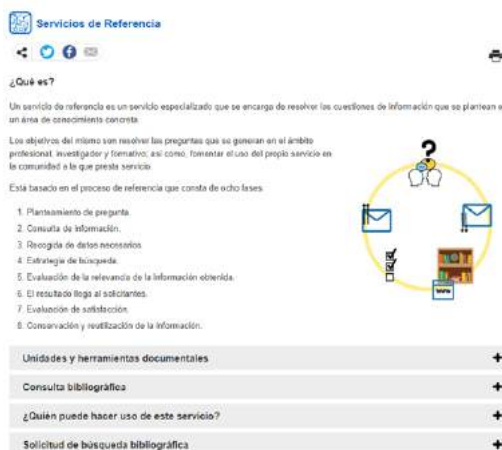 Servicios de Referencia
¿Qué es?
Un servicio de referencia es un servicio especializado que se encarga de resolver las cuestiones de información que se plantean e
un área de conocimiento concreta.
Los objetivos del mismo son resolver las preguntas que se generan en el ámbito
profesional, investigador y formativo; así como, fomentar el uso del propio servicio en
la comunidad a la que presta servicio.
Está basado en el proceso de referencia que consta de ocho fases
1. Planteamiento de pregunta.
2. Consulta de información.
3. Recogida de datos necesarios
4. Estrategia de búsqueda.
5. Evaluación de la relevancia de la información obtenida.
6. El resultado llega al solicitantes.
7. Evaluación de satisfacción.
8. Conservación y reutilización de la información.
?
www
Unidades y herramientas documentales
Consulta bibliográfica
¿Quién puede hacer uso de este servicio?
Solicitud de búsqueda bibliográfica